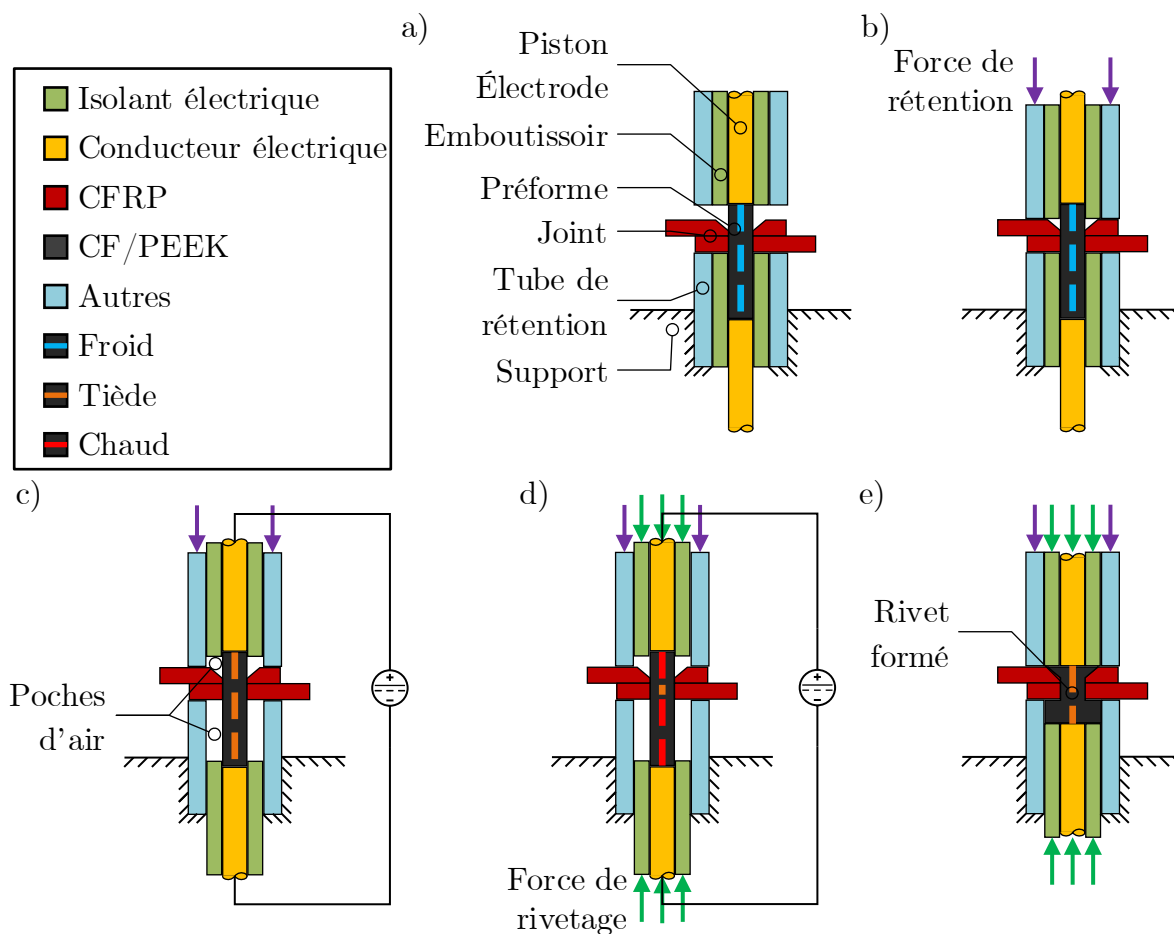 Isolant électrique
Conducteur électrique
CFRP
CF/PEEK
Autres
Froid
Tiède
Chaud
a)
Piston
Électrode
Emboutissoir
Préforme
Joint
Tube de
rétention
Support
b)
Force de
rétention
c)
Poches
d'air
+
-
d)
Force de
rivetage
+
-
e)
Rivet
formé